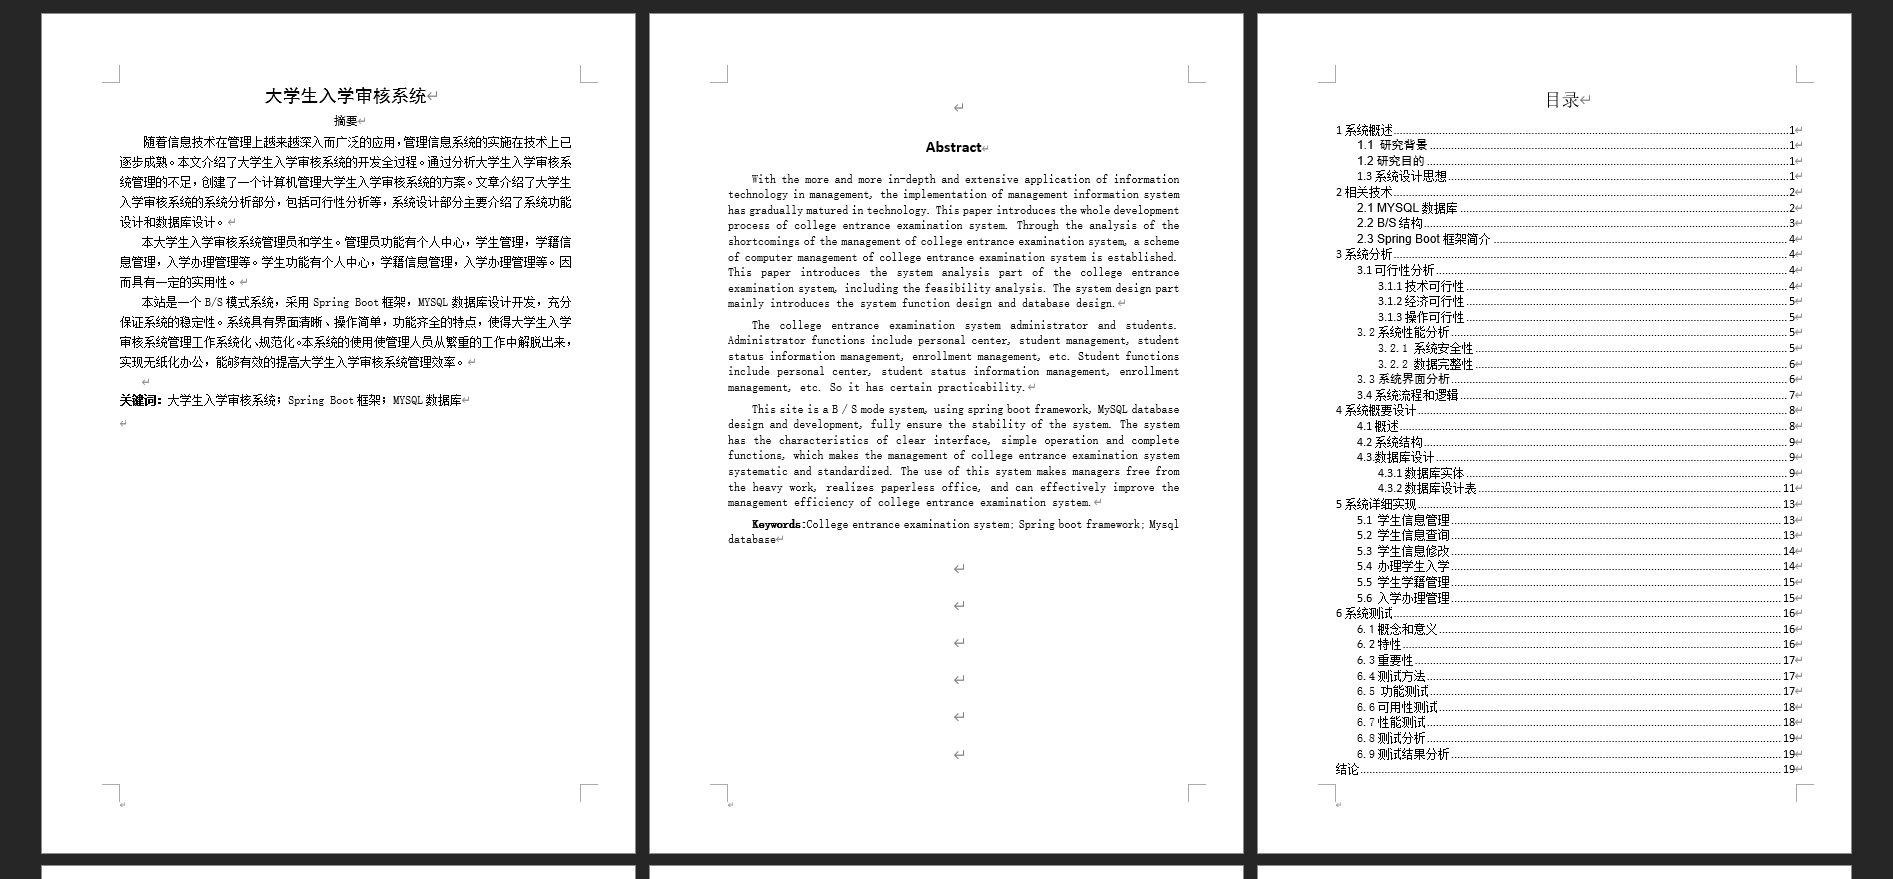 大学生入学审核系统
摘要
随着信息技术在管理上越来越深入而广泛的应用，管理信息系统的实施在技术上已
逐步成熟。本文介绍了大学生入学审核系统的开发全过程。通过分析大学生入学审核系
统管理的不足，创建了一个计算机管理大学生入学审核系统的方案。文章介绍了大学生
入学审核系统的系统分析部分，包括可行性分析等，系统设计部分主要介绍了系统功能
设计和数据库设计。
本大学生入学审核系统管理员和学生。管理员功能有个人中心，学生管理，学籍信
息管理，入学办理管理等。学生功能有个人中心，学籍信息管理，入学办理管理等。因
而具有一定的实用性。
本站是一个 B/S 模式系统，采用 Spring Boot 框架，MYSQL 数据库设计开发，充分
保证系统的稳定性。系统具有界面清晰、操作简单，功能齐全的特点，使得大学生入学
审核系统管理工作系统化、规范化。本系统的使用使管理人员从繁重的工作中解脱出来，
实现无纸化办公，能够有效的提高大学生入学审核系统管理效率。
关键词：大学生入学审核系统；Spring Boot 框架；MYSQL 数据库
Abstract
With the more and more in-depth and extensive application of information
technology in management, the implementation of management information system
has gradually matured in technology. This paper introduces the whole development
process of college entrance examination system. Through the analysis of the
shortcomings of the management of college entrance examination system, a scheme
of computer management of college entrance examination system is established.
This paper introduces the system analysis part of the college entrance
examination system, including the feasibility analysis. The system design part
mainly introduces the system function design and database design.
The college entrance examination system administrator and students.
Administrator functions include personal center, student management, student
status information management, enrollment management, etc. Student functions
include personal center, student status information management, enrollment
management, etc. So it has certain practicability.
This site is a B / S mode system, using spring boot framework, MySQL database
design and development, fully ensure the stability of the system. The system
has the characteristics of clear interface, simple operation and complete
functions, which makes the management of college entrance examination system
systematic and standardized. The use of this system makes managers free from
the heavy work, realizes paperless office, and can effectively improve the
management efficiency of college entrance examination system.
Keywords:College entrance examination system; Spring boot framework; Mysql
database
目录
1 系统概述 1
1.1 研究背景 1
1.2 研究目的 1
1.3 系统设计思想 1
2 相关技术 2
2.1 MYSQL 数据库 2
2.2 B/S 结构 3
2.3 Spring Boot 框架简介 4
3 系统分析 4
3.1 可行性分析 4
3.1.1 技术可行性 4
3.1.2 经济可行性 5
3.1.3 操作可行性 5
3.2 系统性能分析 5
3.2.1 系统安全性 5
3.2.2 数据完整性 6
3.3 系统界面分析 6
3.4 系统流程和逻辑 7
4 系统概要设计 8
4.1 概述 8
4.2 系统结构 9
4.3 数据库设计 9
4.3.1 数据库实体 9
4.3.2 数据库设计表 11
5 系统详细实现 13
5.1 学生信息管理 13
5.2 学生信息查询 13
5.3 学生信息修改 14
5.4 办理学生入学 14
5.5 学生学籍管理 15
5.6 入学办理管理 15
6 系统测试 16
6.1 概念和意义 16
6.2 特性 16
6.3 重要性 17
6.4 测试方法 17
6.5 功能测试 17
6.6 可用性测试 18
6.7 性能测试 18
6.8 测试分析 19
6.9 测试结果分析 19
结论 19